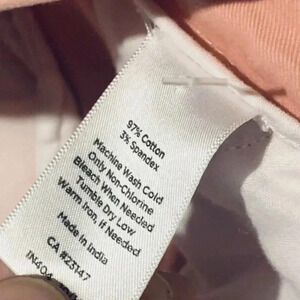 97% Cotton
3% Spandex
Machine Wash Cold
Only Non-Chlorine
Bleach When Needed
Tumble Dry Low
Warm Iron, if Needed
Made in India
CA #23147